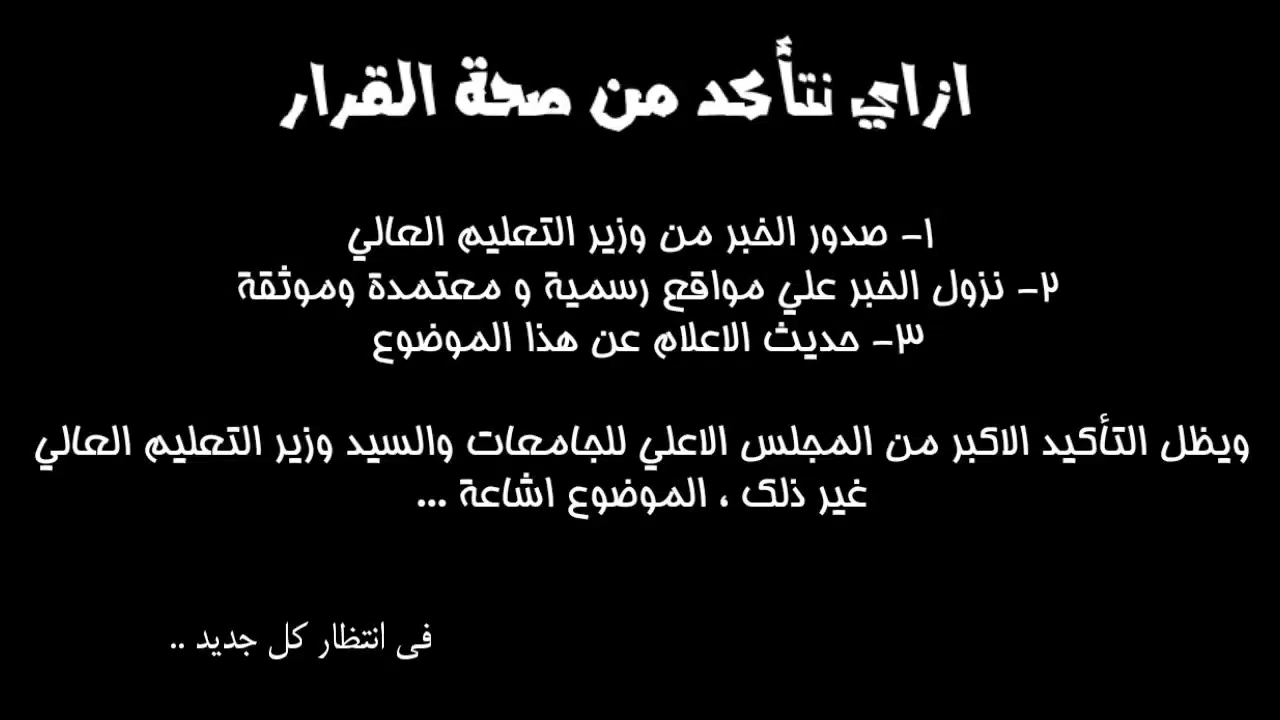 ازاي نتأكد من صحة القرار
١- صدور الخبر من وزير التعليم العالي
٢- نزول الخبر علي مواقع رسمية و معتمدة وموثقة
٣- حديث الاعلام عن هذا الموضوع
ويظل التأكيد الاكبر من المجلس الاعلي للجامعات والسيد وزير التعليم العالي
غير ذلك ، الموضوع اشاعة ...
فى انتظار كل جديد ..